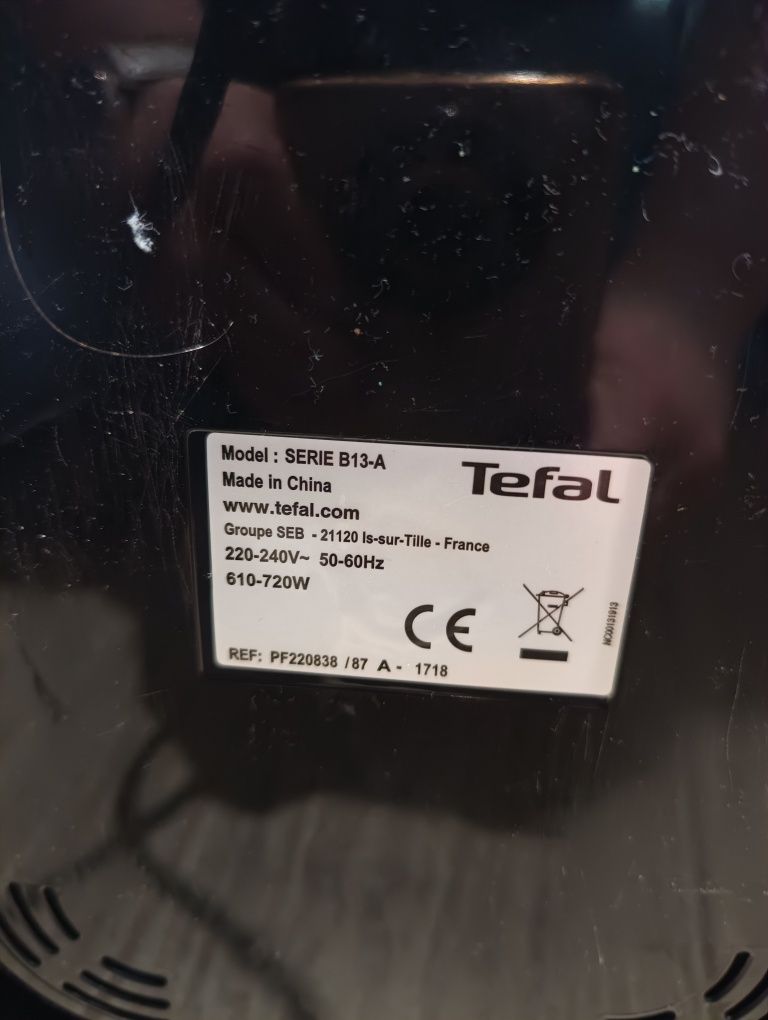 Model : SERIE B13-A
Tefal
Made in China
www.tefal.com
Groupe SEB - 21120 Is-sur-Tille - France
220-240V~ 50-60Hz
610-720W
CE
NC00131913
REF: PF220838 /87 A - 1718